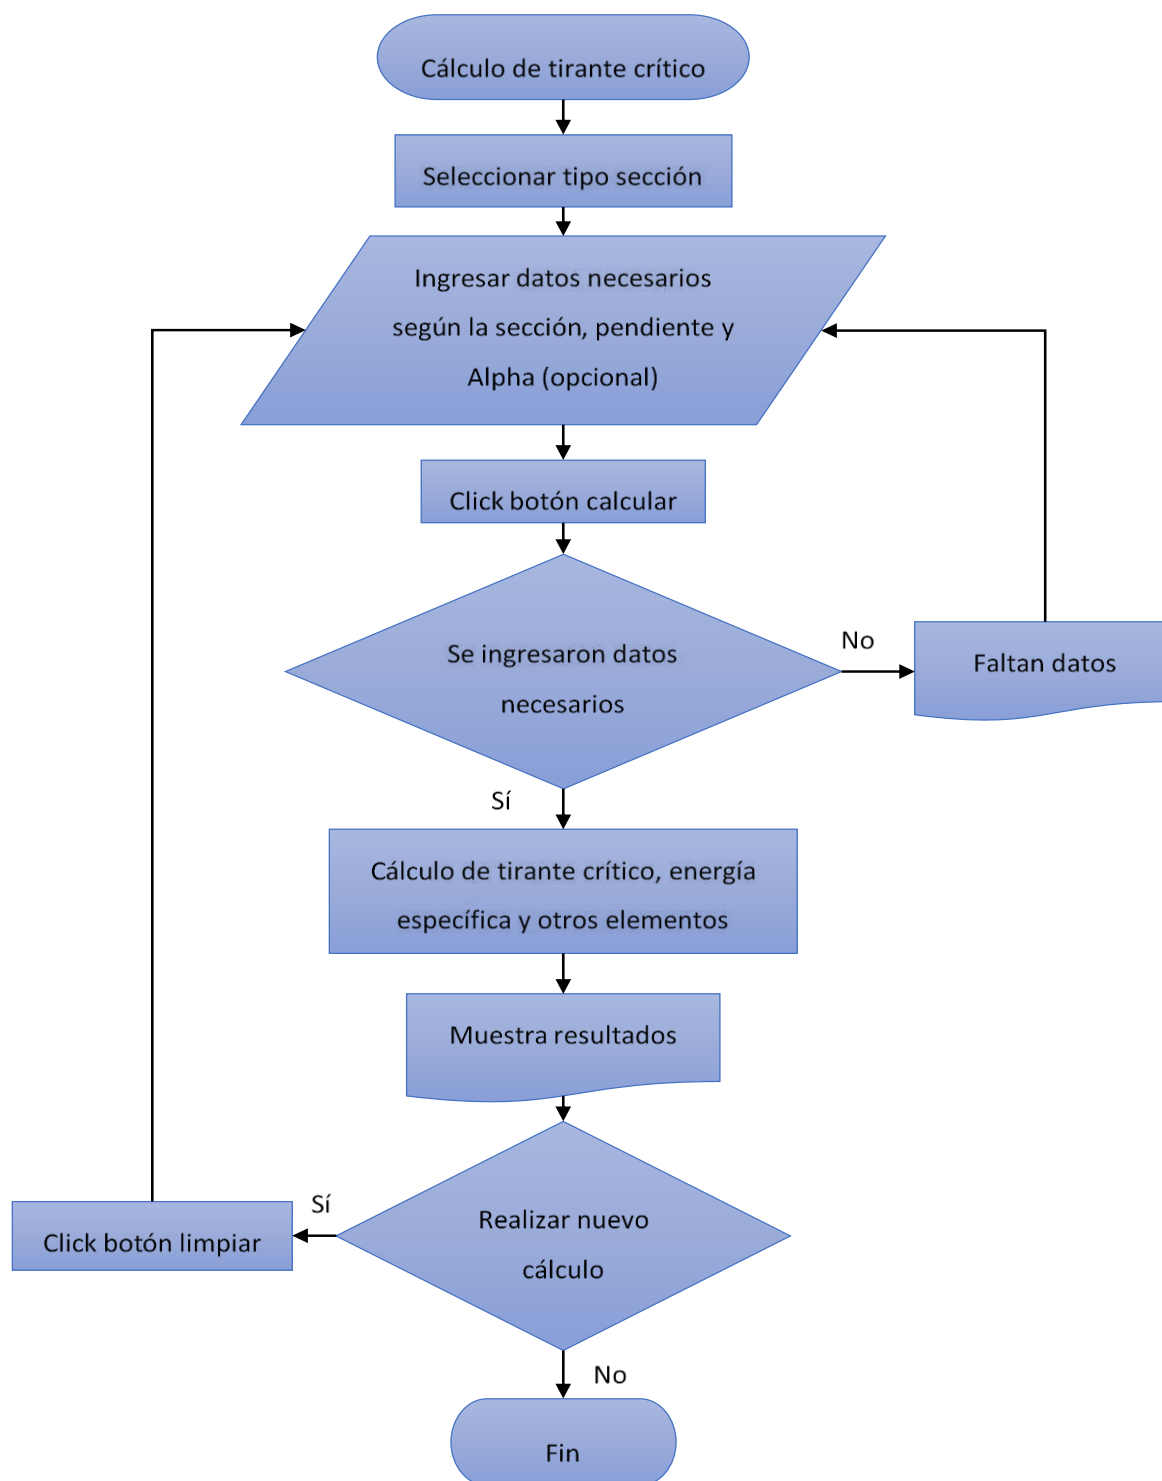 Cálculo de tirante crítico
Seleccionar tipo sección
Ingresar datos necesarios
según la sección, pendiente y
Alpha (opcional)
Click botón calcular
Se ingresaron datos
necesarios
No
Faltan datos
Sí
Cálculo de tirante crítico, energía
específica y otros elementos
Muestra resultados
Realizar nuevo
cálculo
Sí
Click botón limpiar
No
Fin